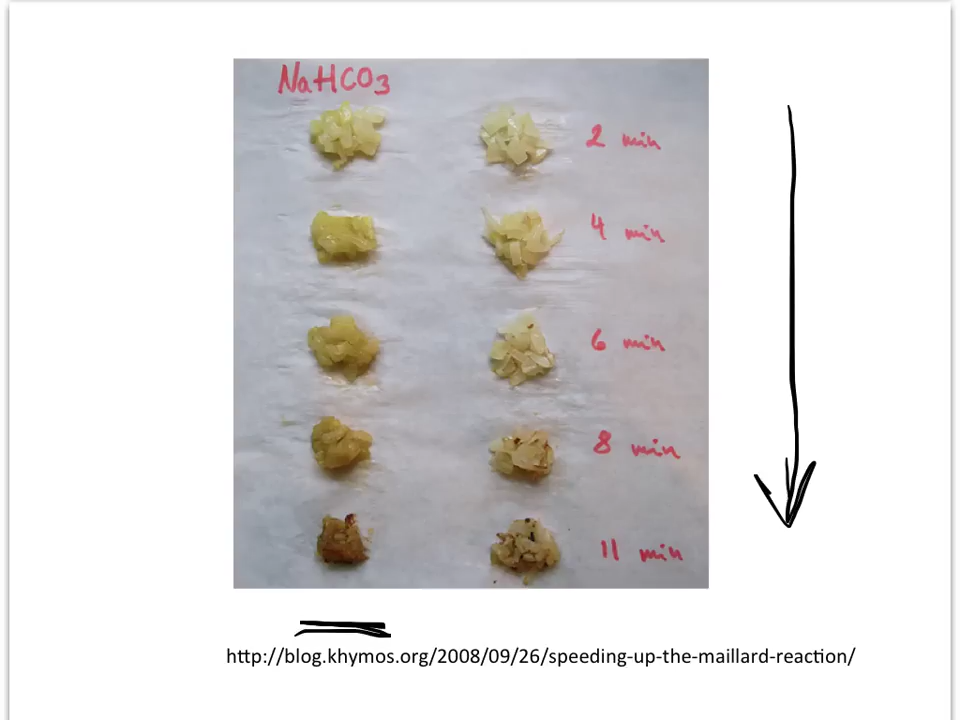 NaHCO3
2 min
4 min
6 min
8 min
11 min
http://blog.khymos.org/2008/09/26/speeding-up-the-maillard-reaction/